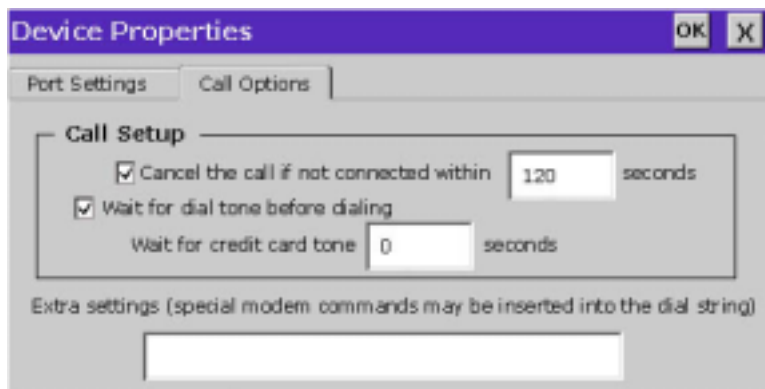 Device Properties OK X
Port Settings Call Options
Call Setup
Cancel the call if not connected within 120 seconds
Wait for dial tone before dialing
Wait for credit card tone 0 seconds
Extra settings (special modem commands may be inserted into the dial string)